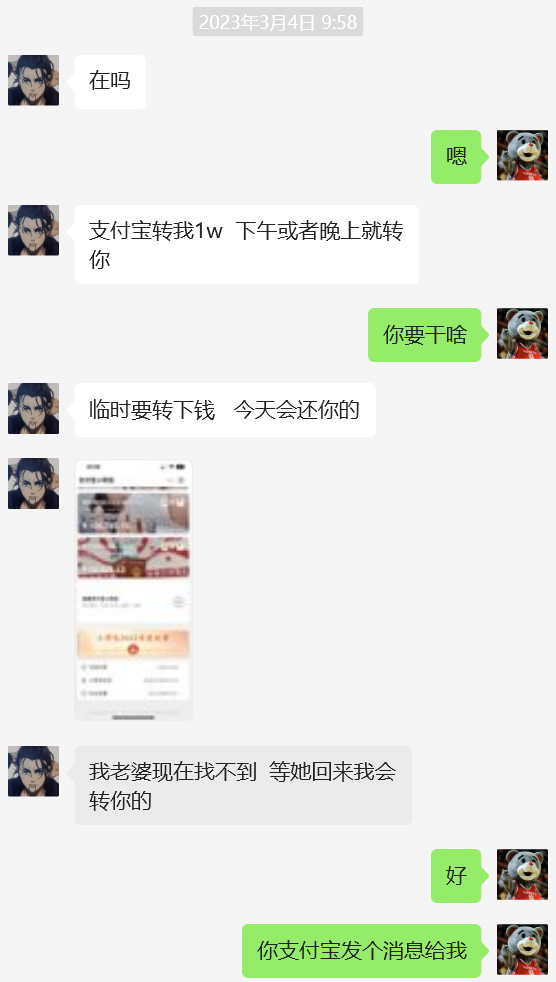 2023年3月4日 9:58
在吗
嗯
支付宝转我1w 下午或者晚上就转
你
你要干啥
临时要转下钱 今天会还你的
我老婆现在找不到 等她回来我会
转你的
好
你支付宝发个消息给我